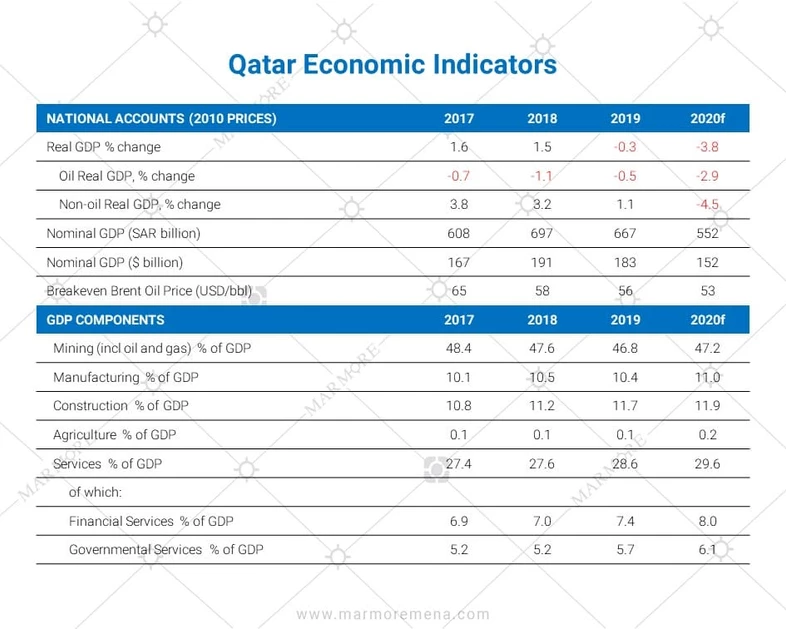 Qatar Economic Indicators
NATIONAL ACCOUNTS (2010 PRICES) 2017 2018 2019 2020f
Real GDP % change 1.6 1.5 -0.3 -3.8
Oil Real GDP, % change -0.7 -1.1 -0.5 -2.9
Non-oil Real GDP, % change 3.8 3.2 1.1 -4.5
Nominal GDP (SAR billion) 608 697 667 552
Nominal GDP ($ billion) 167 191 183 152
Breakeven Brent Oil Price (USD/bbl) 65 58 56 53
GDP COMPONENTS 2017 2018 2019 2020f
Mining (incl oil and gas) % of GDP 48.4 47.6 46.8 47.2
Manufacturing % of GDP 10.1 10.5 10.4 11.0
Construction % of GDP 10.8 11.2 11.7 11.9
Agriculture % of GDP 0.1 0.1 0.1 0.2
Services % of GDP 27.4 27.6 28.6 29.6
of which:
Financial Services % of GDP 6.9 7.0 7.4 8.0
Governmental Services % of GDP 5.2 5.2 5.7 6.1
MARMORE
MARMORE
MARMORE
MARMORE
www.marmoremena.com